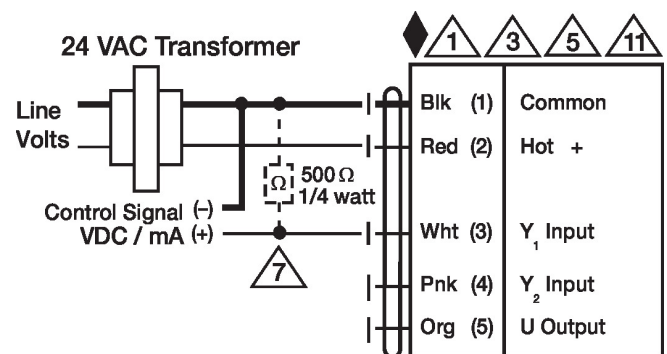 24 VAC Transformer
1 3 5 11
Line
Volts
Blk (1) Common
Red (2) Hot +
Ω 500 Ω
1/4 watt
Control Signal (–)
VDC / mA (+)
Wht (3) Y₁ Input
7
Pnk (4) Y₂ Input
Org (5) U Output